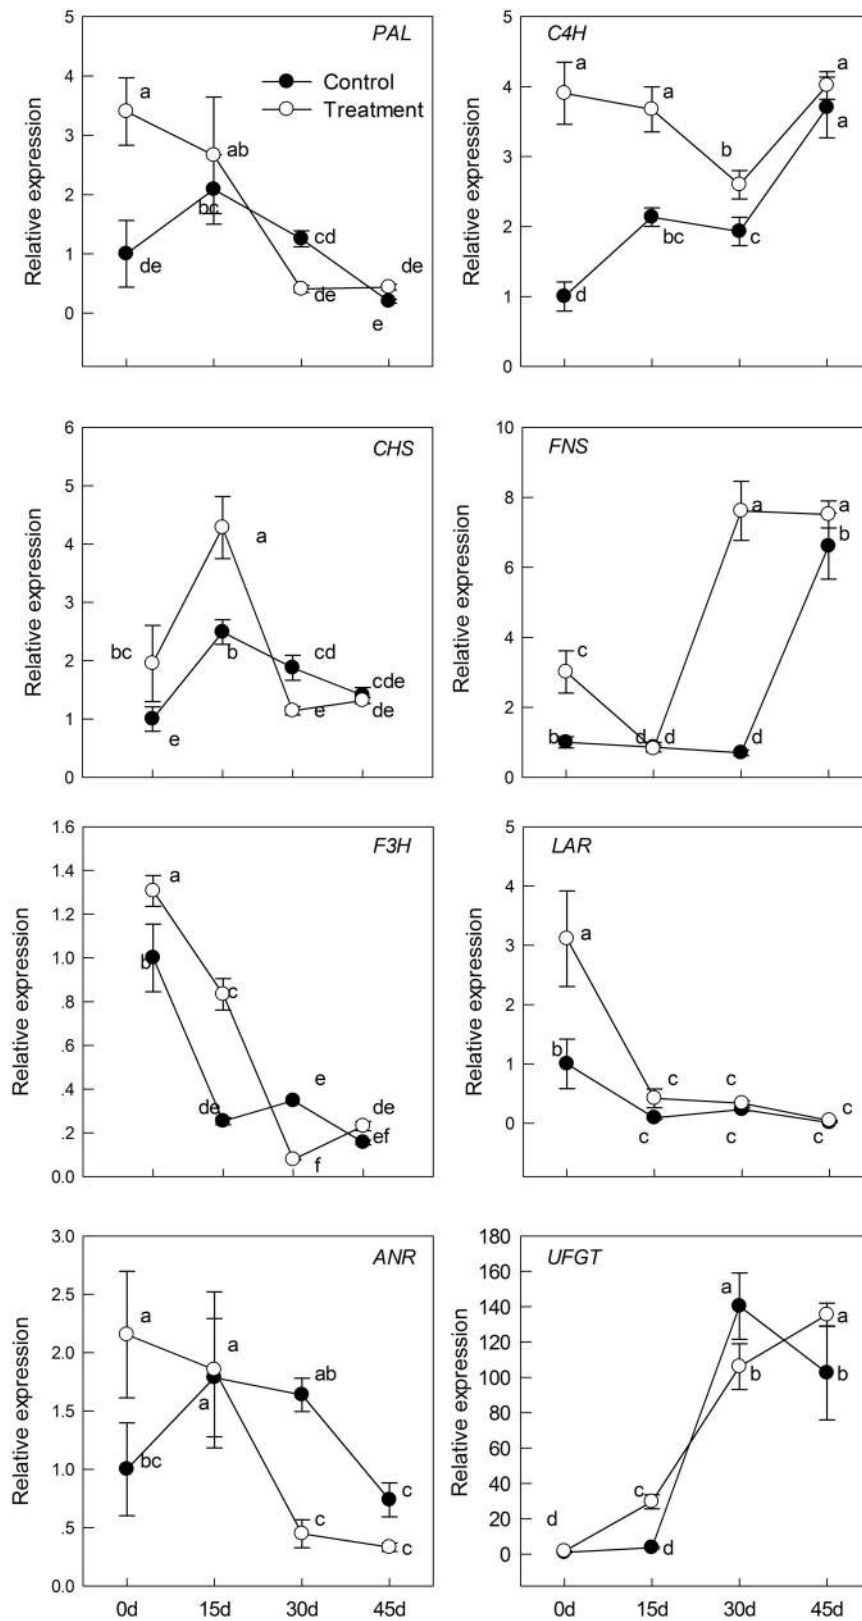 PAL
Control
Treatment
Relative expression
5
4
3
2
1
0
a
ab
bc
de
cd
de
de
e
C4H
Relative expression
5
4
3
2
1
0
a
a
b
a
a
d
bc
c
CHS
Relative expression
6
5
4
3
2
1
0
bc
a
e
b
cd
e
cde
de
FNS
Relative expression
10
8
6
4
2
0
c
b
d
d
a
d
a
b
F3H
Relative expression
1.6
1.4
1.2
1.0
.8
.6
.4
.2
0.0
a
b
c
de
e
f
de
ef
LAR
Relative expression
5
4
3
2
1
0
a
b
c
c
c
c
c
c
ANR
Relative expression
3.0
2.5
2.0
1.5
1.0
.5
0.0
a
bc
a
a
ab
c
c
c
0d
15d
30d
45d
UFGT
Relative expression
180
160
140
120
100
80
60
40
20
0
d
c
d
a
b
a
b
0d
15d
30d
45d